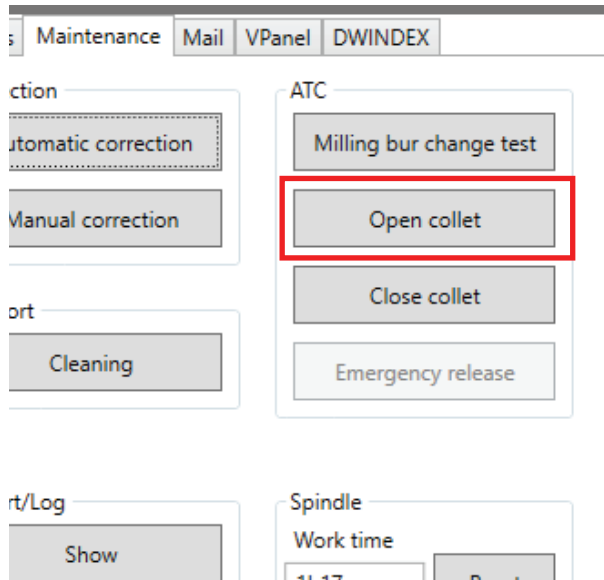 Maintenance Mail VPanel DWINDEX
ction
utomatic correction
Manual correction
ort
Cleaning
rt/Log
Show
ATC
Milling bur change test
Open collet
Close collet
Emergency release
Spindle
Work time